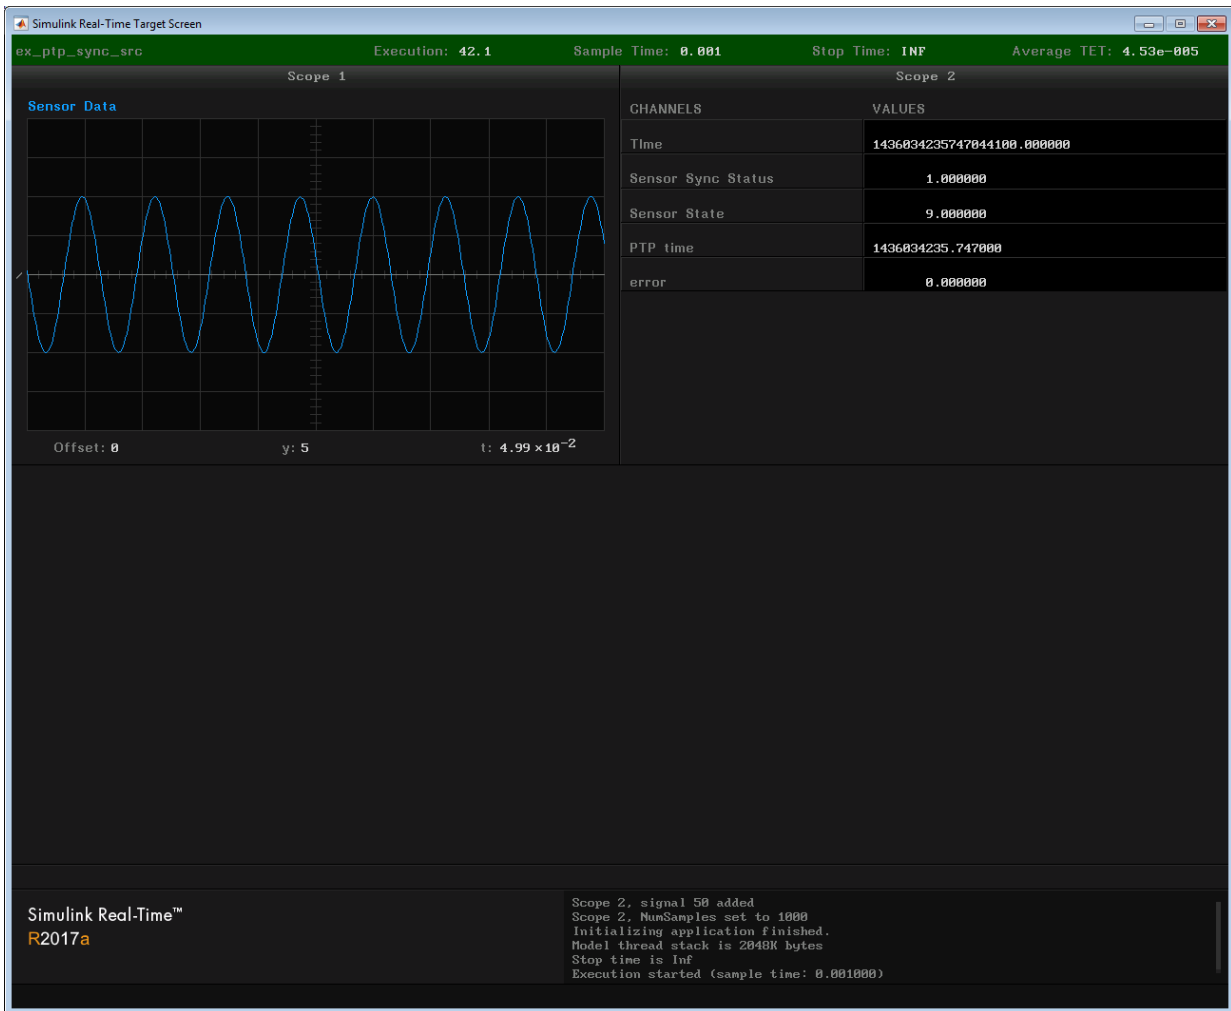 Simulink Real-Time Target Screen
ex_ptp_sync_src Execution: 42.1 Sample Time: 0.001 Stop Time: INF Average TET: 4.53e-005
Scope 1
Sensor Data
Offset: 0 y: 5 t: 4.99 × 10⁻²
Scope 2
CHANNELS VALUES
TIme 1436034235747044100.000000
Sensor Sync Status 1.000000
Sensor State 9.000000
PTP time 1436034235.747000
error 0.000000
Simulink Real-Time™
R2017a
Scope 2, signal 50 added
Scope 2, NumSamples set to 1000
Initializing application finished.
Model thread stack is 2048K bytes
Stop time is Inf
Execution started (sample time: 0.001000)